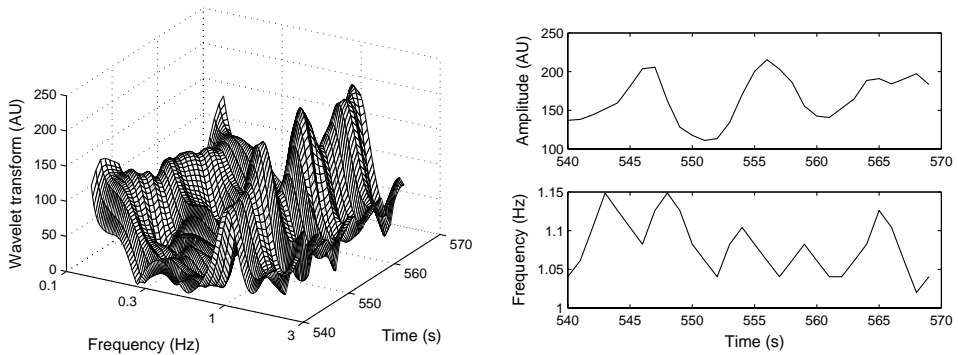 250
200
150
100
50
0
Wavelet transform (AU)
0.1
0.3
1
3
Frequency (Hz)
540
550
560
570
Time (s)
250
200
150
100
Amplitude (AU)
540 545 550 555 560 565 570
1.15
1.1
1.05
1
Frequency (Hz)
540 545 550 555 560 565 570
Time (s)